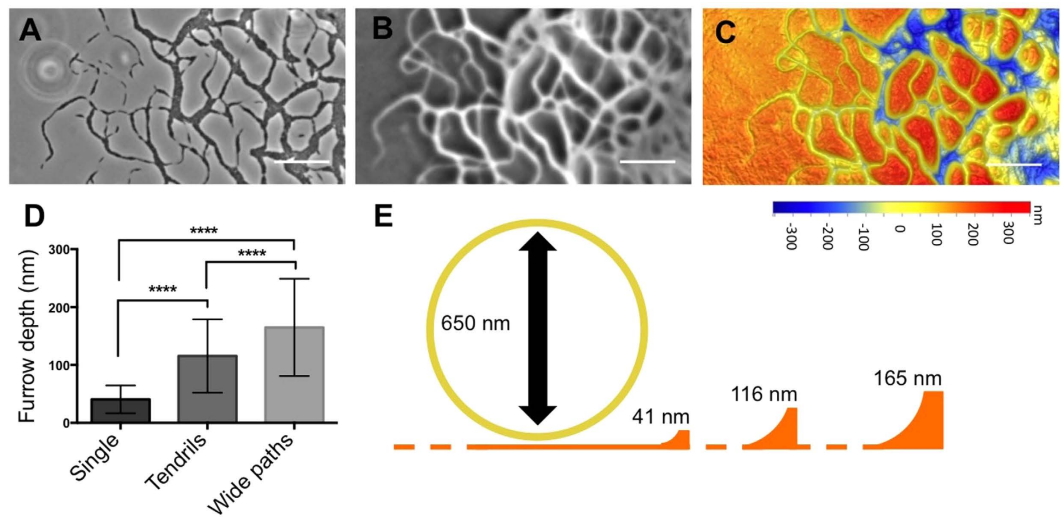 A
B
C
D
E
nm
-300
-200
-100
0
100
200
300
Furrow depth (nm)
300
200
100
0
****
****
****
Single
Tendrils
Wide paths
650 nm
41 nm
116 nm
165 nm